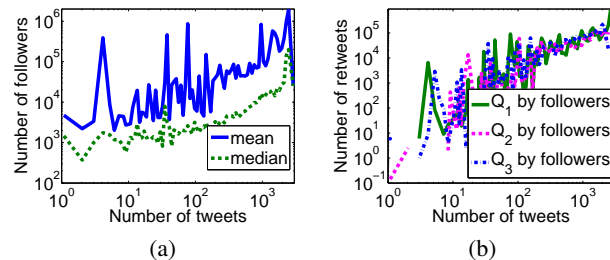 Number of followers
10^6
10^5
10^4
10^3
10^2
10^0
10^1
10^2
10^3
Number of tweets
mean
median
(a)
Number of retweets
10^5
10^4
10^3
10^2
10^1
10^0
10^-1
10^0
10^1
10^2
10^3
Number of tweets
Q_1 by followers
Q_2 by followers
Q_3 by followers
(b)